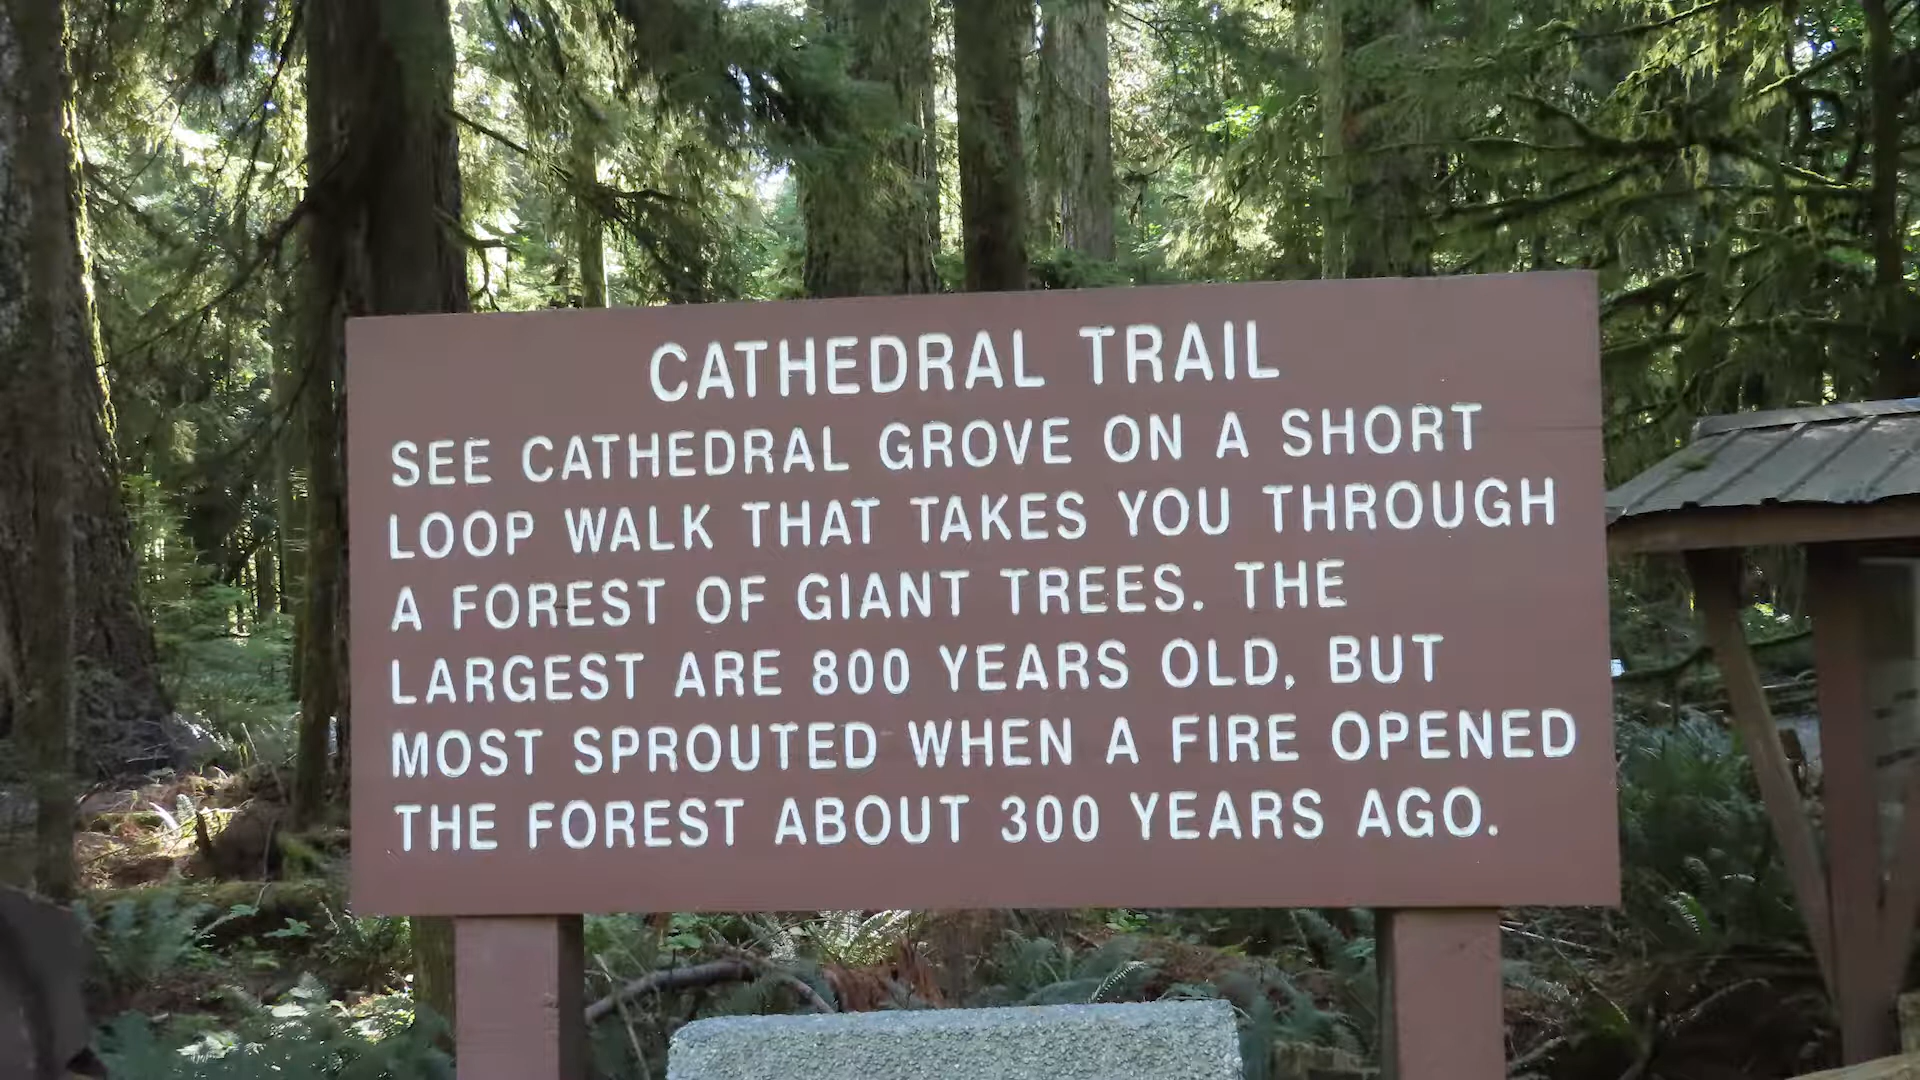 CATHEDRAL TRAIL
SEE CATHEDRAL GROVE ON A SHORT
LOOP WALK THAT TAKES YOU THROUGH
A FOREST OF GIANT TREES. THE
LARGEST ARE 800 YEARS OLD, BUT
MOST SPROUTED WHEN A FIRE OPENED
THE FOREST ABOUT 300 YEARS AGO.